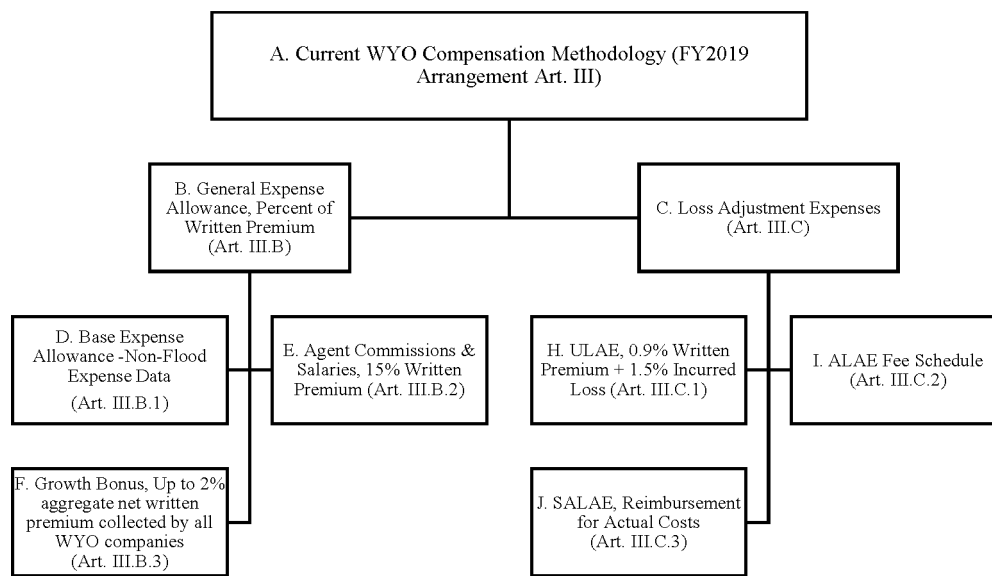 A. Current WYO Compensation Methodology (FY2019
Arrangement Art. III)
B. General Expense
Allowance, Percent of
Written Premium
(Art. III.B)
C. Loss Adjustment Expenses
(Art. III.C)
D. Base Expense
Allowance -Non-Flood
Expense Data
(Art. III.B.1)
E. Agent Commissions &
Salaries, 15% Written
Premium (Art. III.B.2)
H. ULAE, 0.9% Written
Premium + 1.5% Incurred
Loss (Art. III.C.1)
I. ALAE Fee Schedule
(Art. III.C.2)
F. Growth Bonus, Up to 2%
aggregate net written
premium collected by all
WYO companies
(Art. III.B.3)
J. SALAE, Reimbursement
for Actual Costs
(Art. III.C.3)